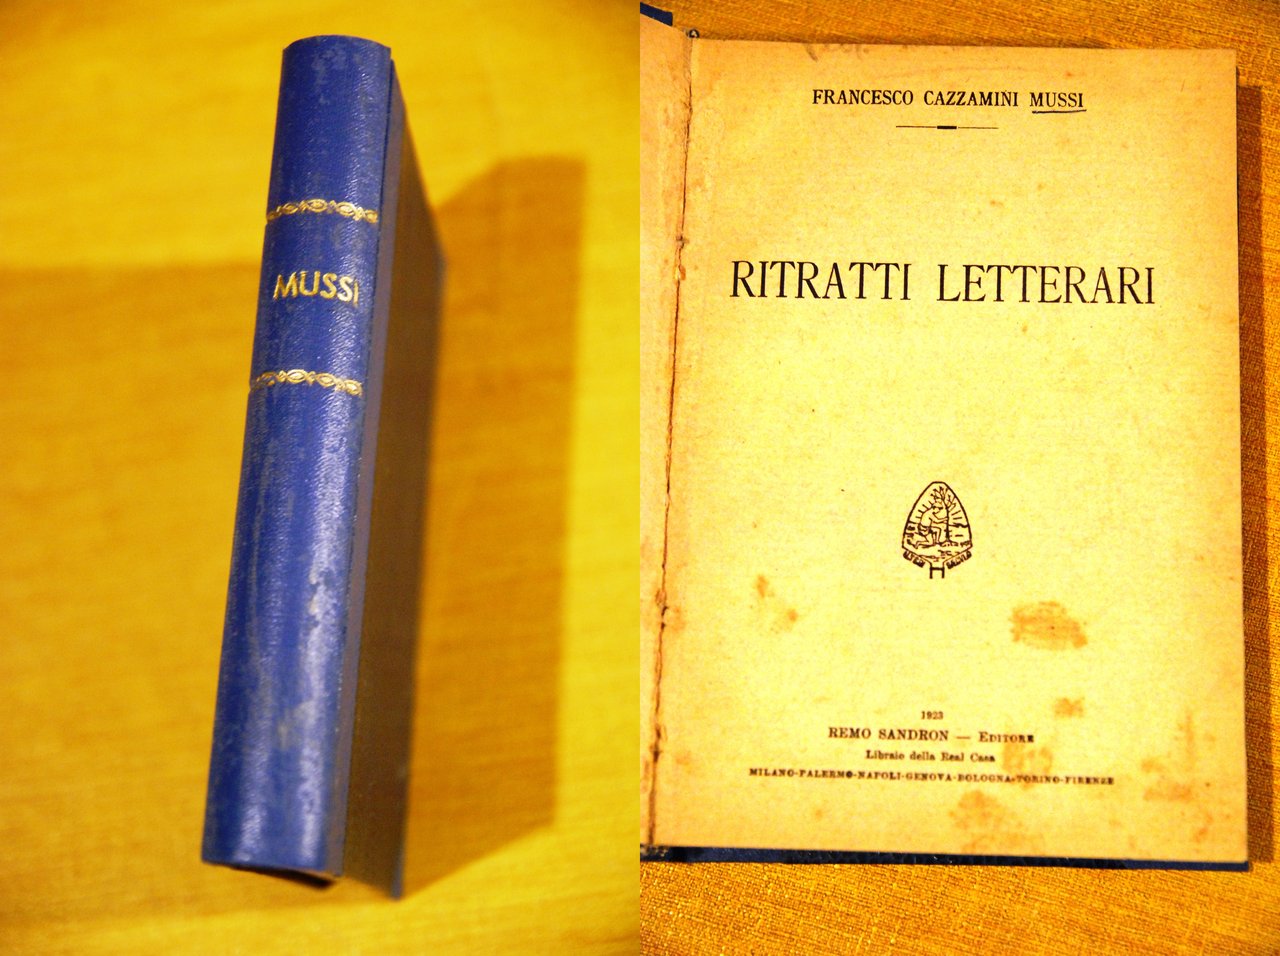 MUSSI
FRANCESCO CAZZAMINI MUSSI
RITRATTI LETTERARI
1923
REMO SANDRON — EDITORE
Libraio della Real Casa
MILANO-PALERMO-NAPOLI-GENOVA-BOLOGNA-TORINO-FIRENZE